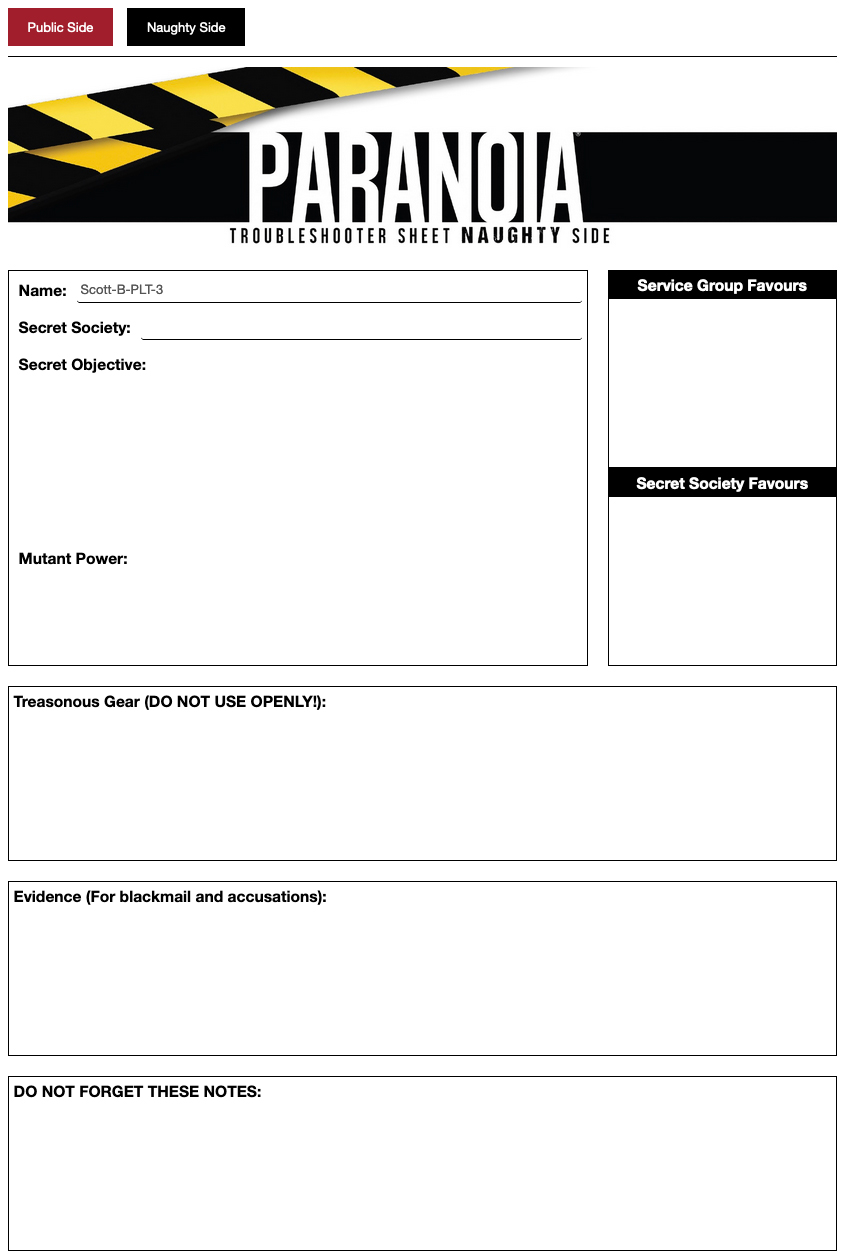 Public Side
Naughty Side
PARANOIA®
TROUBLESHOOTER SHEET NAUGHTY SIDE
Name: Scott-B-PLT-3
Secret Society:
Secret Objective:
Mutant Power:
Service Group Favours
Secret Society Favours
Treasonous Gear (DO NOT USE OPENLY!):
Evidence (For blackmail and accusations):
DO NOT FORGET THESE NOTES: